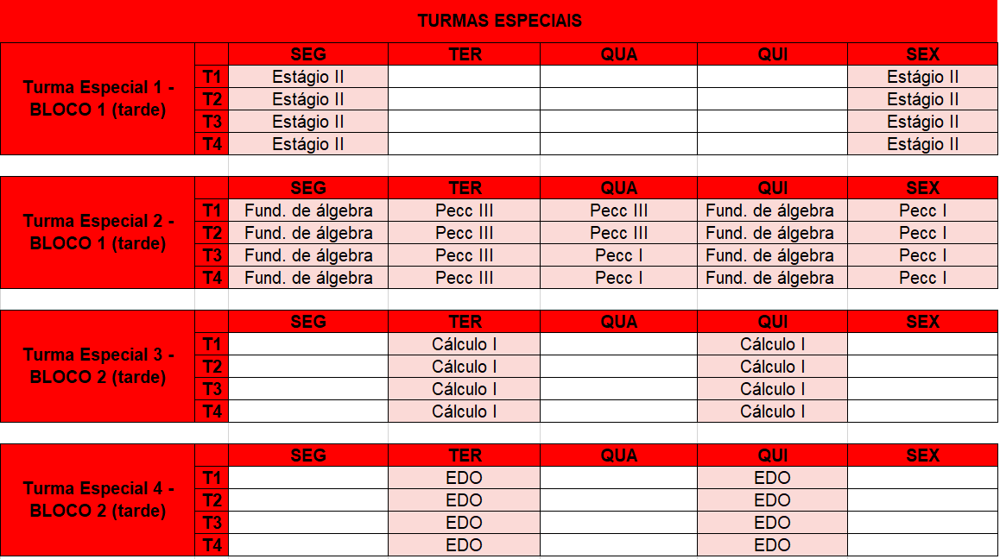 TURMAS ESPECIAIS
SEG TER QUA QUI SEX
Turma Especial 1 -
BLOCO 1 (tarde)
T1 Estágio II Estágio II
T2 Estágio II Estágio II
T3 Estágio II Estágio II
T4 Estágio II Estágio II
SEG TER QUA QUI SEX
Turma Especial 2 -
BLOCO 1 (tarde)
T1 Fund. de álgebra Pecc III Pecc III Fund. de álgebra Pecc I
T2 Fund. de álgebra Pecc III Pecc III Fund. de álgebra Pecc I
T3 Fund. de álgebra Pecc III Pecc I Fund. de álgebra Pecc I
T4 Fund. de álgebra Pecc III Pecc I Fund. de álgebra Pecc I
SEG TER QUA QUI SEX
Turma Especial 3 -
BLOCO 2 (tarde)
T1 Cálculo I Cálculo I
T2 Cálculo I Cálculo I
T3 Cálculo I Cálculo I
T4 Cálculo I Cálculo I
SEG TER QUA QUI SEX
Turma Especial 4 -
BLOCO 2 (tarde)
T1 EDO EDO
T2 EDO EDO
T3 EDO EDO
T4 EDO EDO